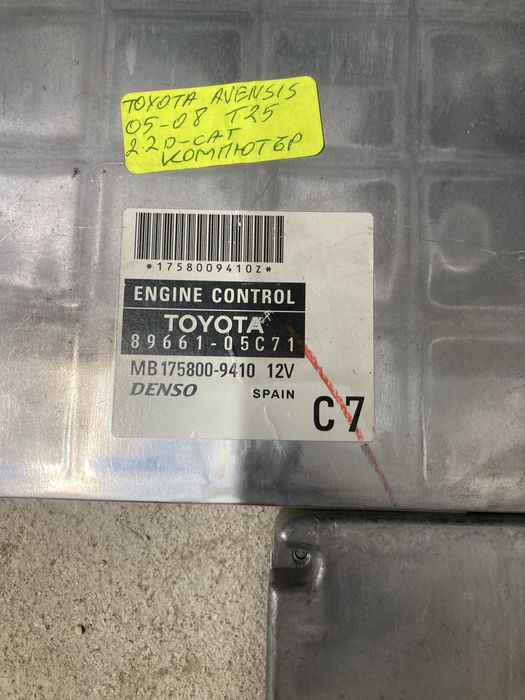 TOYOTA AVENSIS
05-08 T25
2.2D-CAT
КОМПЮТЪР
*1758009410Z*
ENGINE CONTROL
TOYOTA
89661-05C71
MB175800-9410 12V
DENSO SPAIN
C7